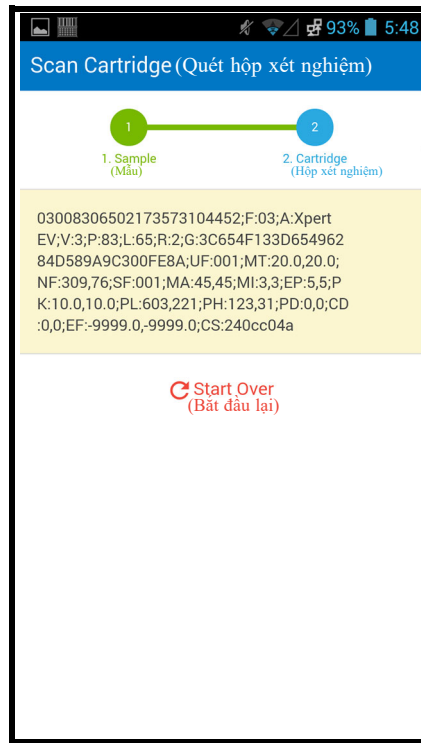 93% 5:48
Scan Cartridge (Quét hộp xét nghiệm)
1 2
1. Sample 2. Cartridge
(Mẫu) (Hộp xét nghiệm)
03008306502173573104452;F:03;A:Xpert
EV;V:3;P:83;L:65;R:2;G:3C654F133D654962
84D589A9C300FE8A;UF:001;MT:20.0,20.0;
NF:309,76;SF:001;MA:45,45;MI:3,3;EP:5,5;P
K:10.0,10.0;PL:603,221;PH:123,31;PD:0,0;CD
:0,0;EF:-9999.0,-9999.0;CS:240cc04a
Start Over
(Bắt đầu lại)